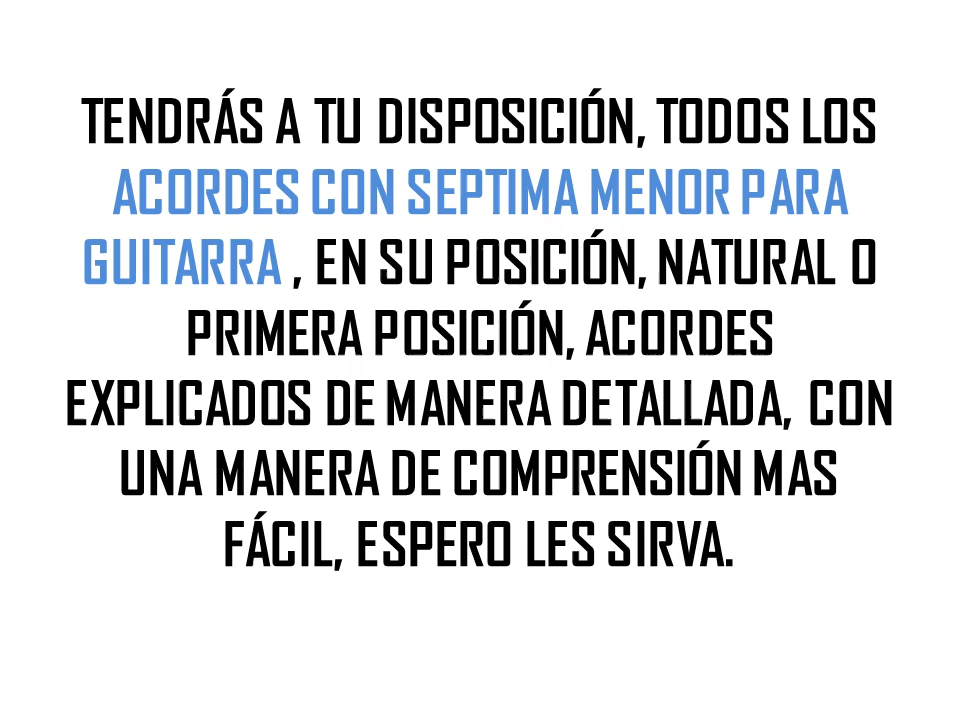 TENDRÁS A TU DISPOSICIÓN, TODOS LOS
ACORDES CON SEPTIMA MENOR PARA
GUITARRA , EN SU POSICIÓN, NATURAL O
PRIMERA POSICIÓN, ACORDES
EXPLICADOS DE MANERA DETALLADA, CON
UNA MANERA DE COMPRENSIÓN MAS
FÁCIL, ESPERO LES SIRVA.